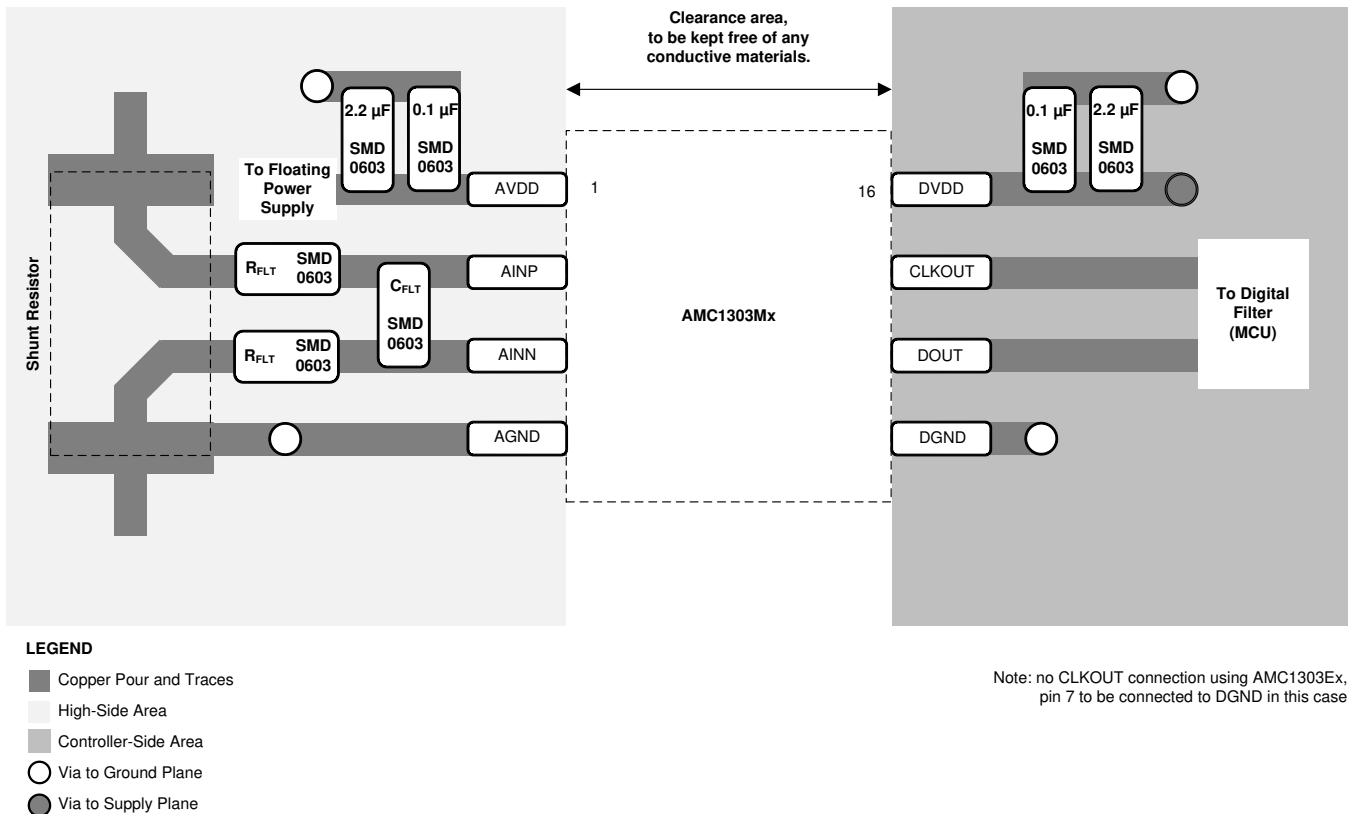 Clearance area,
to be kept free of any
conductive materials.
2.2 µF
SMD
0603
0.1 µF
SMD
0603
0.1 µF
SMD
0603
2.2 µF
SMD
0603
To Floating
Power
Supply
AVDD
1
16
DVDD
Shunt Resistor
RFLT
SMD
0603
CFLT
SMD
0603
AINP
AMC1303Mx
CLKOUT
To Digital
Filter
(MCU)
RFLT
SMD
0603
AINN
DOUT
AGND
DGND
LEGEND
Copper Pour and Traces
High-Side Area
Controller-Side Area
Via to Ground Plane
Via to Supply Plane
Note: no CLKOUT connection using AMC1303Ex,
pin 7 to be connected to DGND in this case